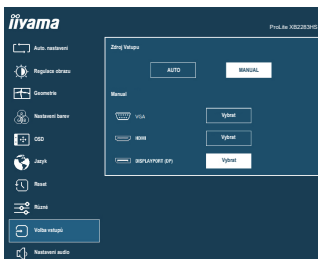 iiyama
ProLite XB2283HS
Auto. nastavení
Regulace obrazu
Geometrie
Nastavení barev
OSD
Jazyk
Reset
Různé
Volba vstupů
Nastavení audio
Zdroj Vstupu
AUTO
MANUAL
Manual
VGA
Vybrat
HDMI
Vybrat
DISPLAYPORT (DP)
Vybrat